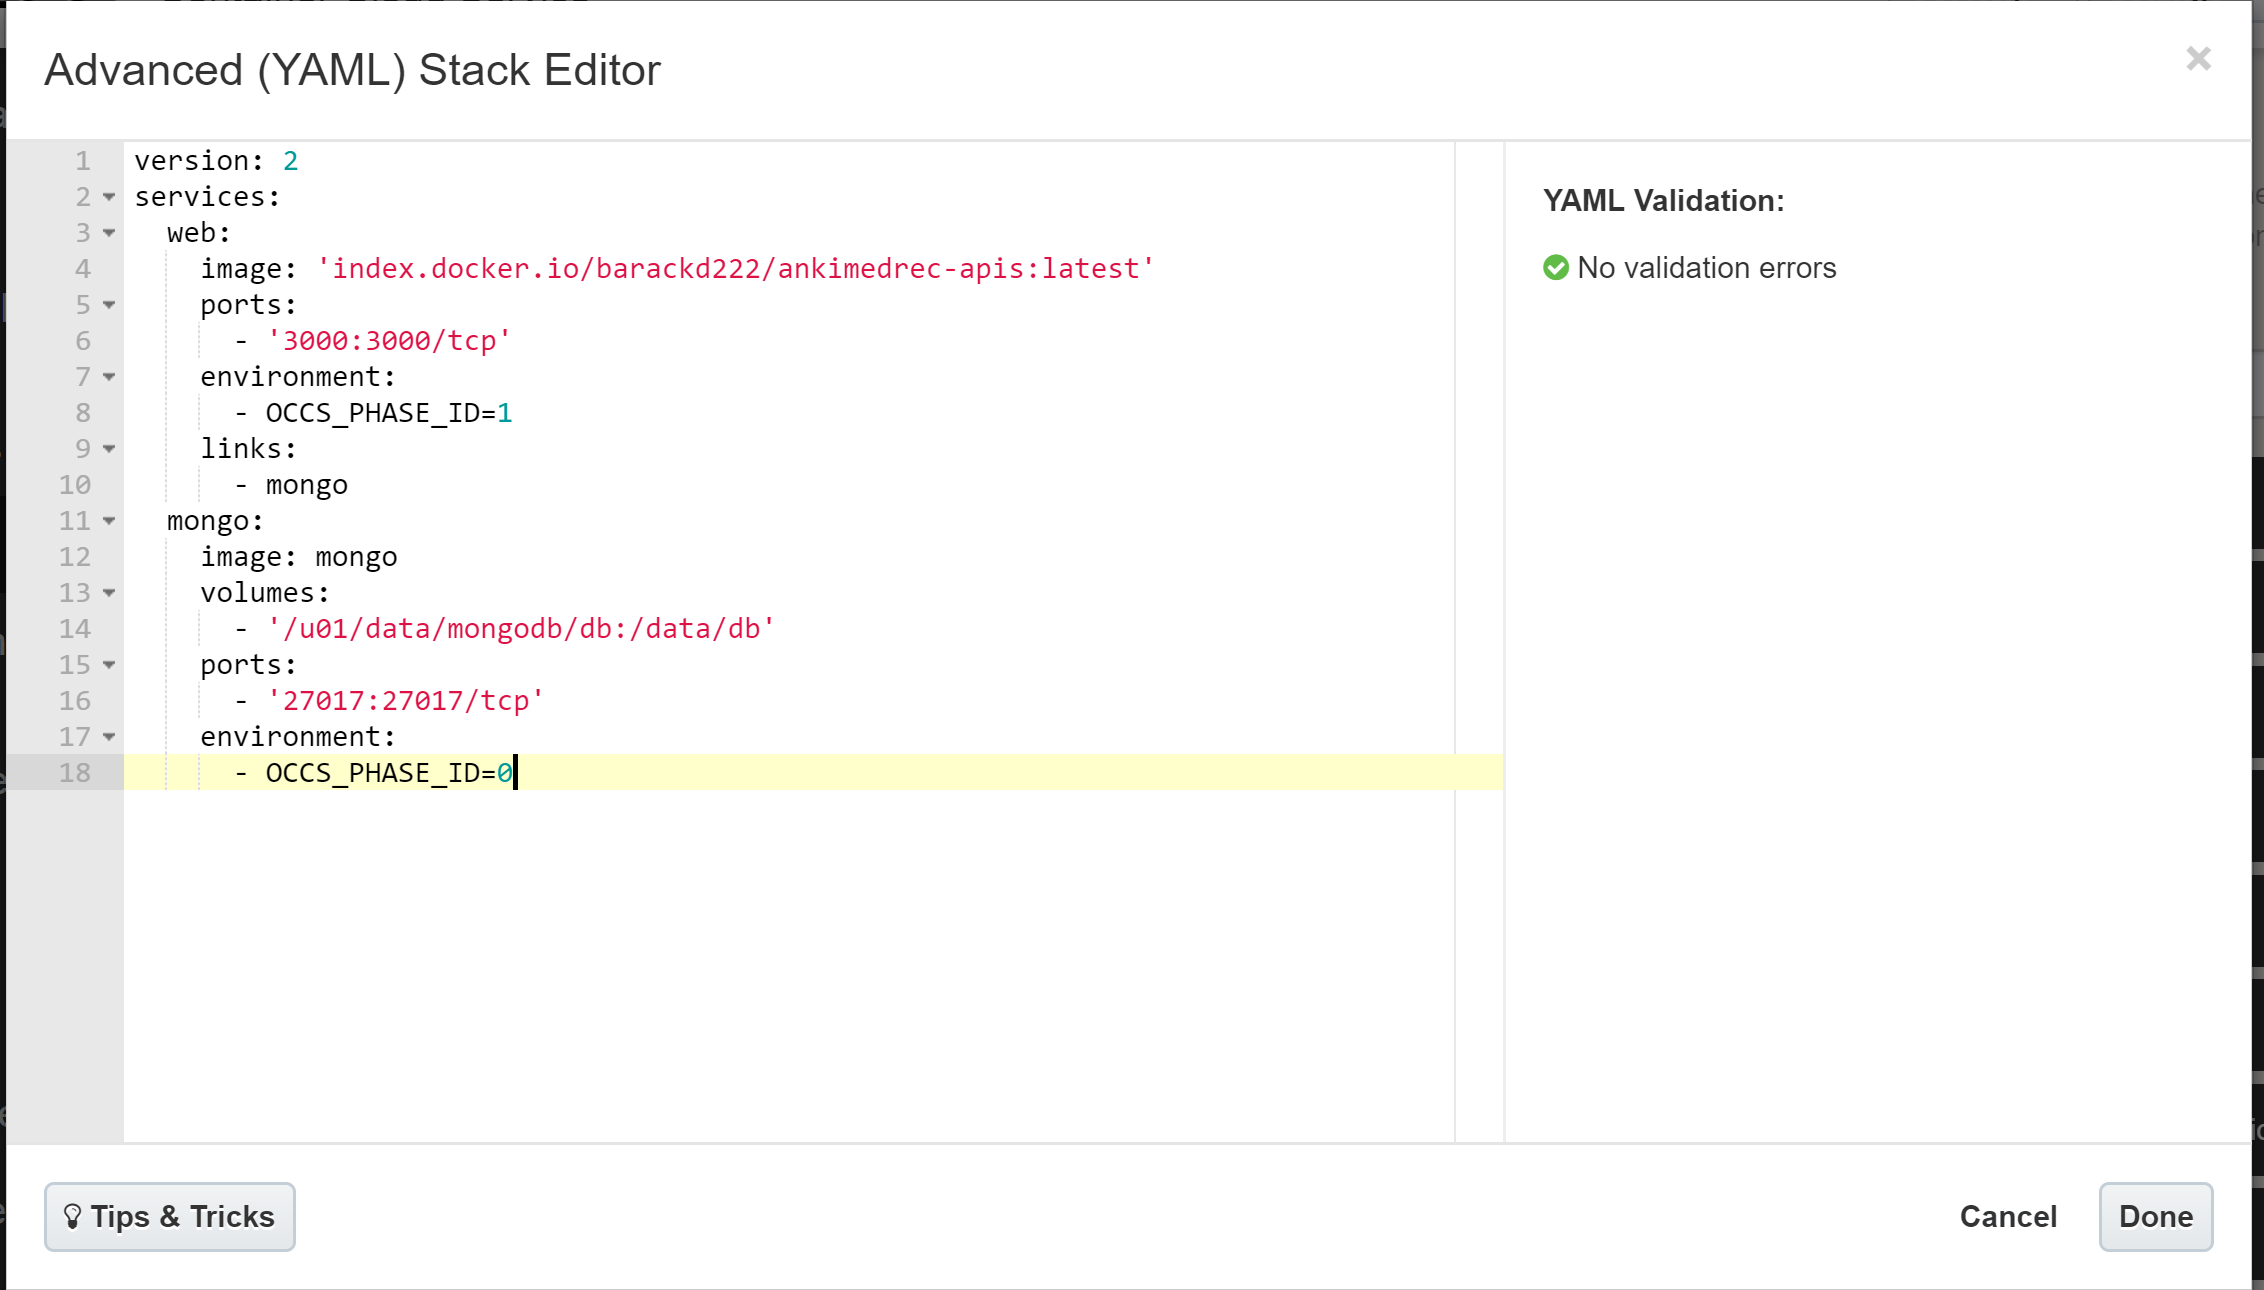 Advanced (YAML) Stack Editor
×
1 version: 2
2 services:
3   web:
4     image: 'index.docker.io/barackd222/ankimedrec-apis:latest'
5     ports:
6       - '3000:3000/tcp'
7     environment:
8       - OCCS_PHASE_ID=1
9     links:
10       - mongo
11   mongo:
12     image: mongo
13     volumes:
14       - '/u01/data/mongodb/db:/data/db'
15     ports:
16       - '27017:27017/tcp'
17     environment:
18       - OCCS_PHASE_ID=0
YAML Validation:
No validation errors
Tips & Tricks
Cancel
Done